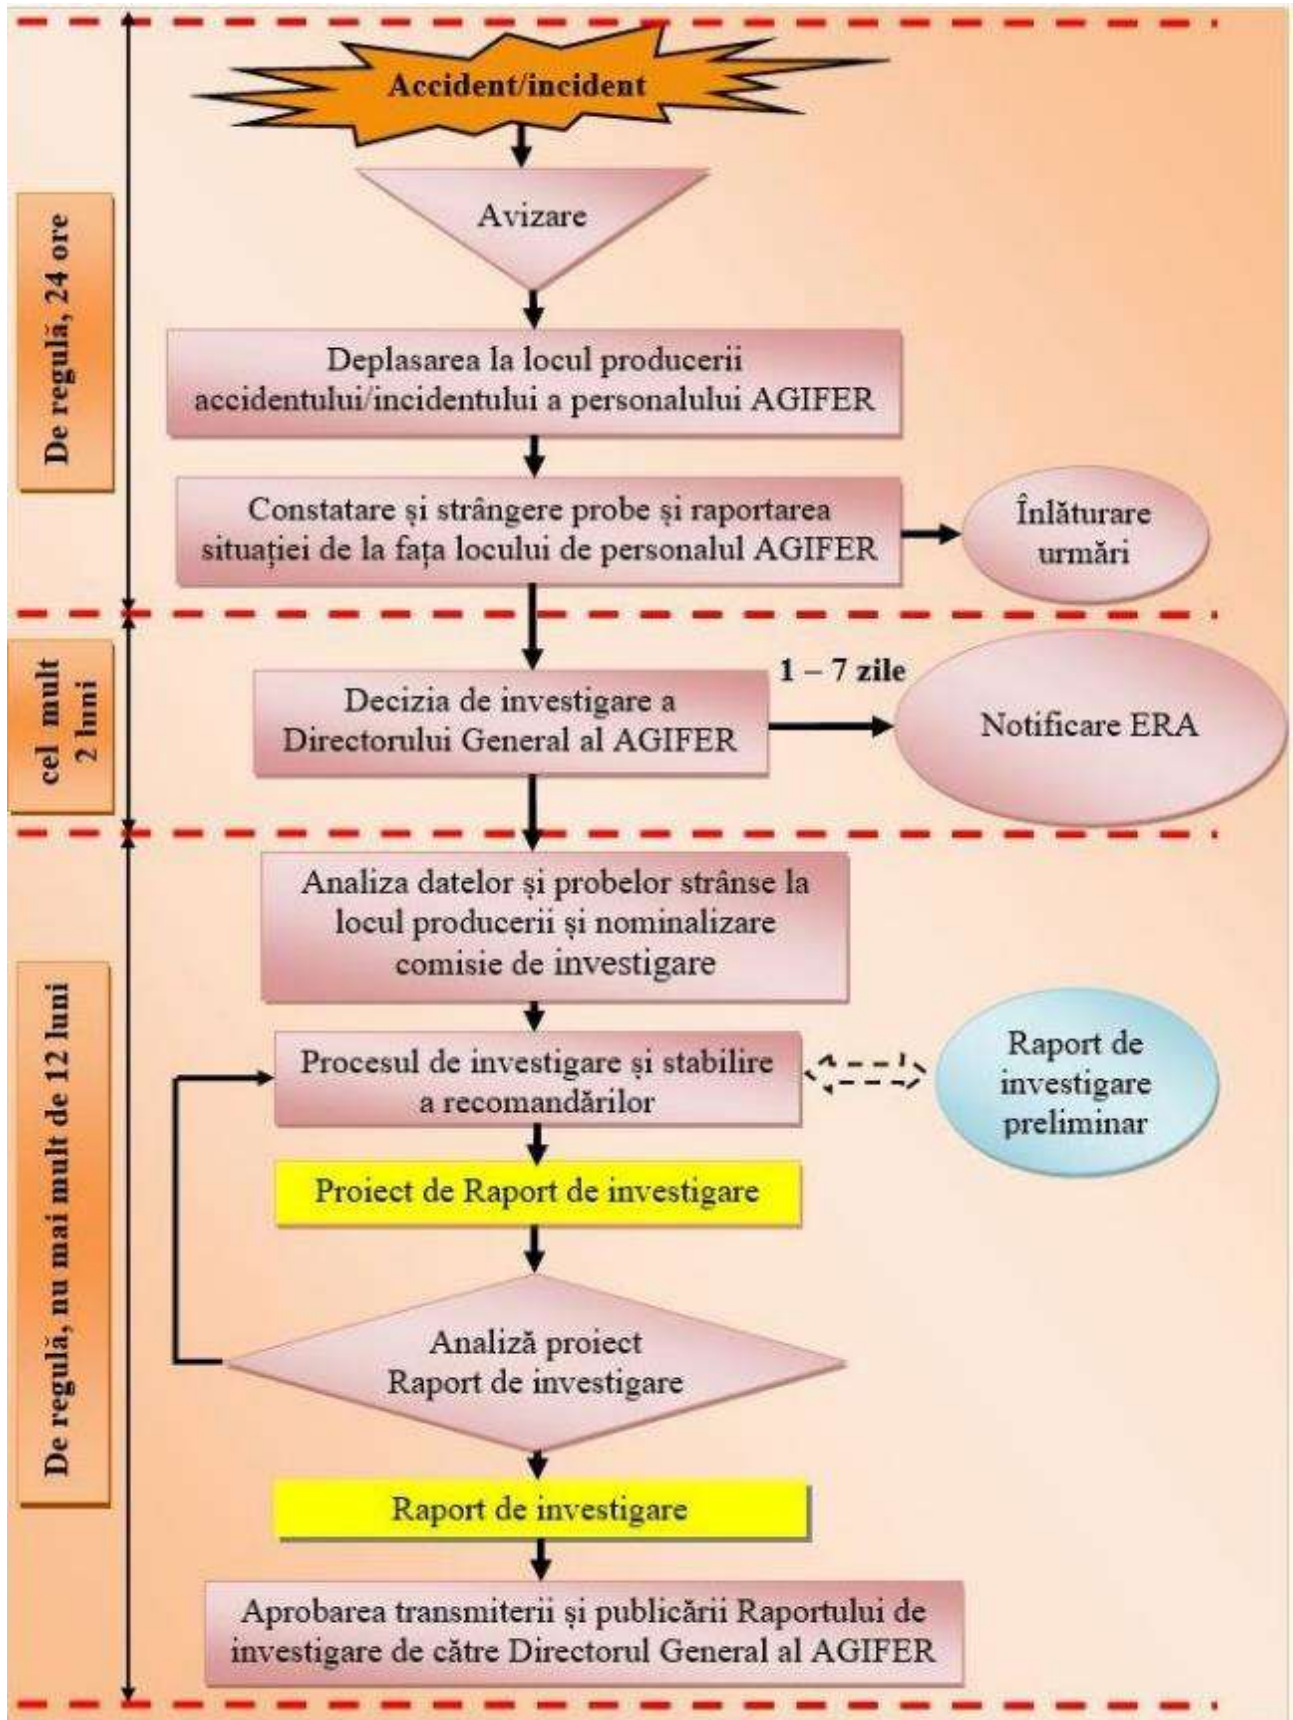 Accident/incident
Avizare
De regulă, 24 ore
Deplasarea la locul producerii
accidentului/incidentului a personalului AGIFER
Constatare și strângere probe și raportarea
situației de la fața locului de personalul AGIFER
Înlăturare
urmări
cel mult
2 luni
Decizia de investigare a
Directorului General al AGIFER
1 – 7 zile
Notificare ERA
De regulă, nu mai mult de 12 luni
Analiza datelor și probelor strânse la
locul producerii și nominalizare
comisie de investigare
Procesul de investigare și stabilire
a recomandărilor
Raport de
investigare
preliminar
Proiect de Raport de investigare
Analiză proiect
Raport de investigare
Raport de investigare
Aprobarea transmiterii și publicării Raportului de
investigare de către Directorul General al AGIFER